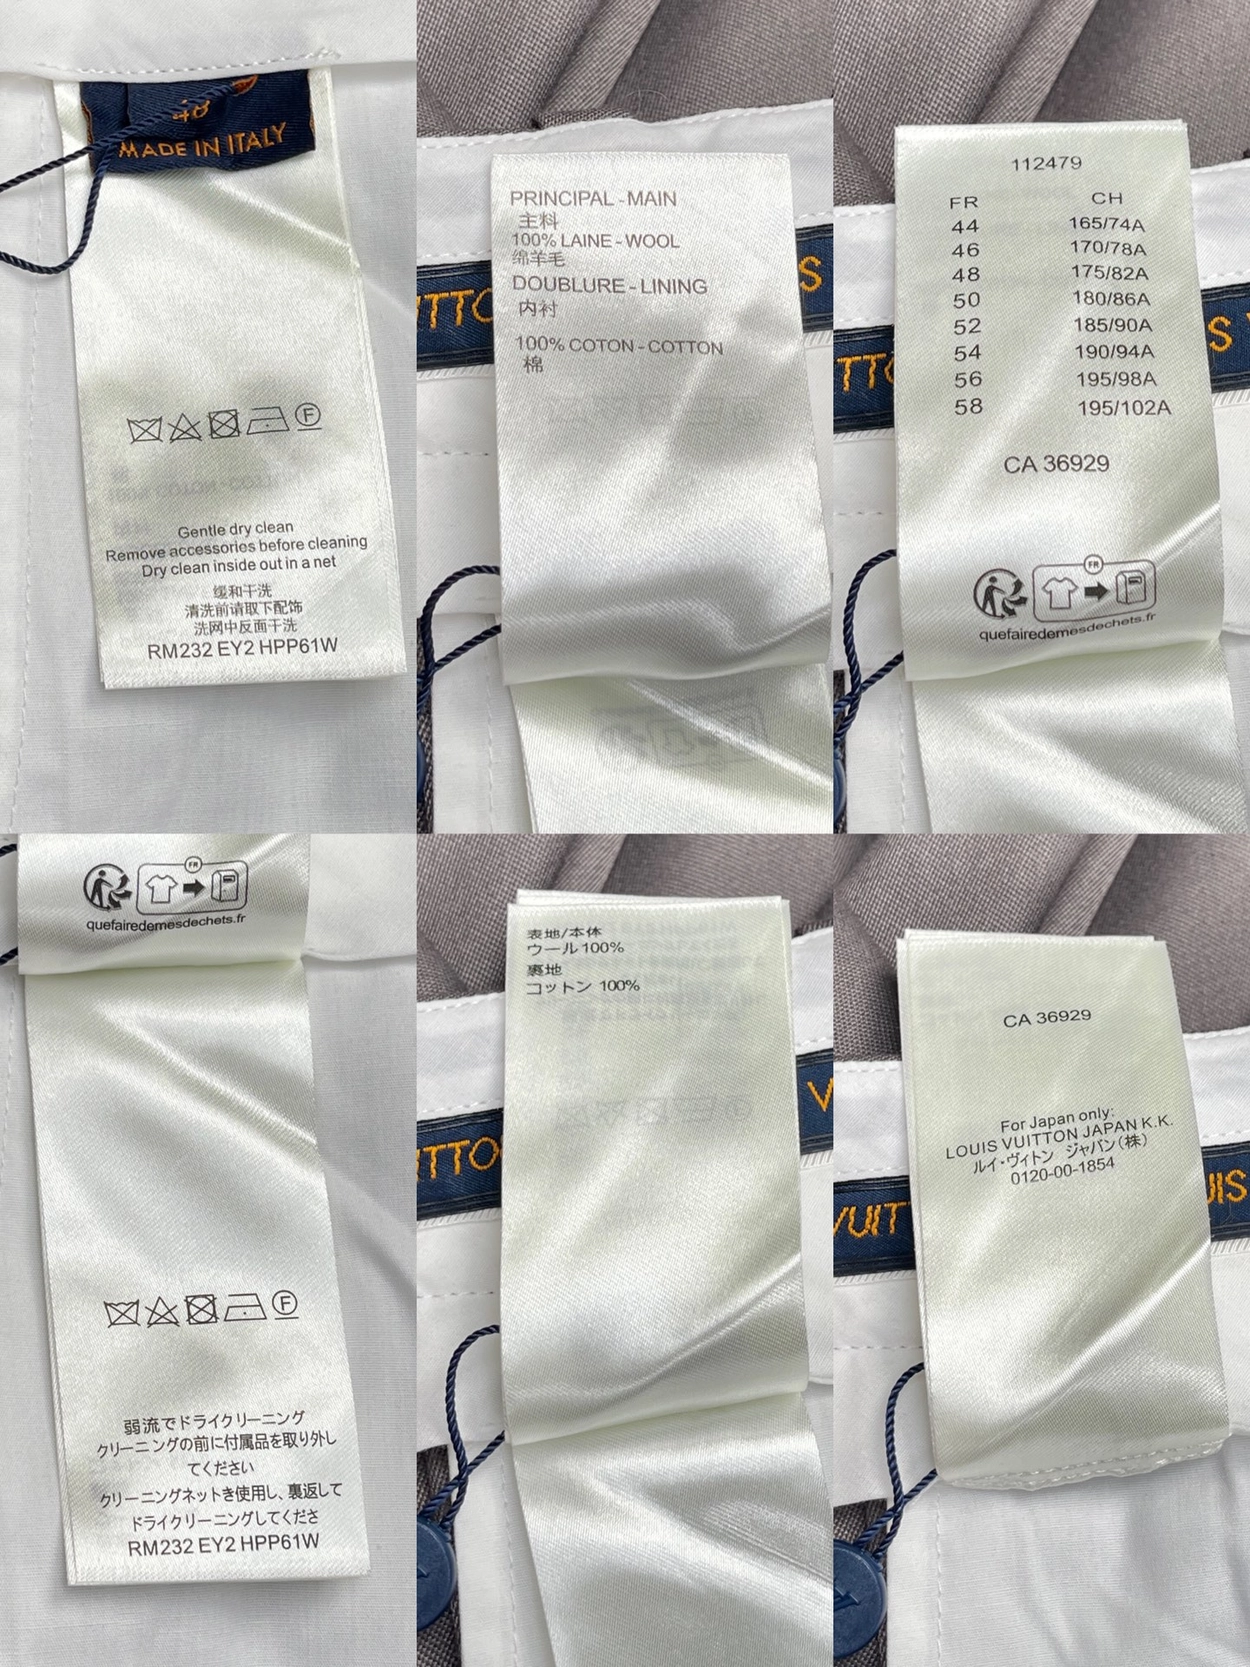 48
MADE IN ITALY
F
Gentle dry clean
Remove accessories before cleaning
Dry clean inside out in a net
缓和干洗
清洗前请取下配饰
洗网中反面干洗
RM232 EY2 HPP61W
PRINCIPAL - MAIN
主料
100% LAINE - WOOL
绵羊毛
DOUBLURE - LINING
内衬
100% COTON - COTTON
棉
112479
FR CH
44 165/74A
46 170/78A
48 175/82A
50 180/86A
52 185/90A
54 190/94A
56 195/98A
58 195/102A
CA 36929
FR
quefairedemesdechets.fr
FR
quefairedemesdechets.fr
F
弱流でドライクリーニング
クリーニングの前に付属品を取り外し
てください
クリーニングネットき使用し、裏返して
ドライクリーニングしてくださ
RM232 EY2 HPP61W
表地/本体
ウール100%
裏地
コットン 100%
CA 36929
For Japan only:
LOUIS VUITTON JAPAN K.K.
ルイ・ヴィトン ジャパン(株)
0120-00-1854